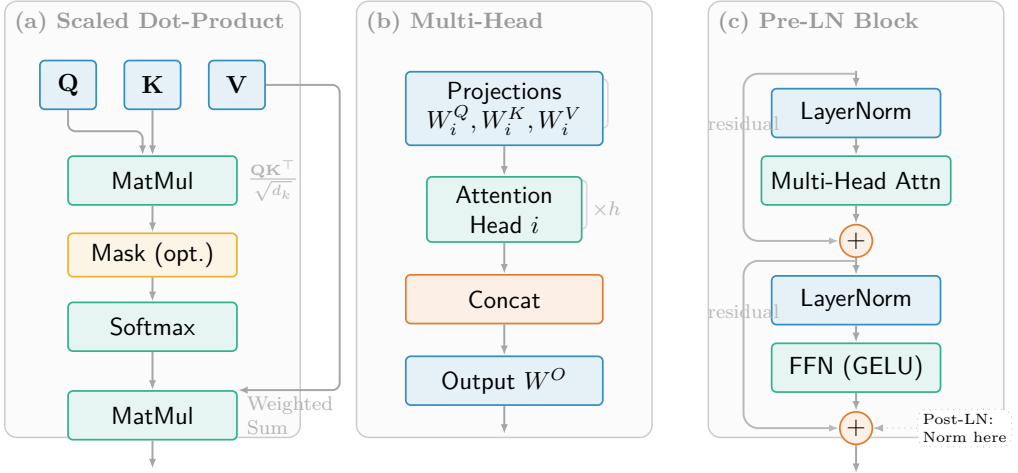 (a) Scaled Dot-Product
Q
K
V
MatMul
QK⊤
√dk
Mask (opt.)
Softmax
MatMul
Weighted
Sum
(b) Multi-Head
Projections
W_i^Q, W_i^K, W_i^V
Attention
Head i
×h
Concat
Output W^O
(c) Pre-LN Block
LayerNorm
residual
Multi-Head Attn
+
LayerNorm
residual
FFN (GELU)
+
Post-LN:
Norm here